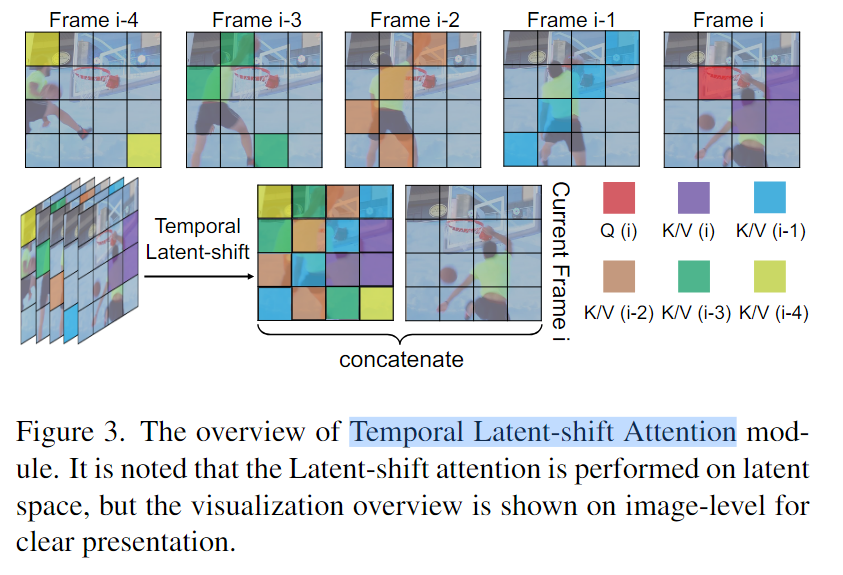 Frame i-4
Frame i-3
Frame i-2
Frame i-1
Frame i
Temporal
Latent-shift
Current Frame i
Q (i)
K/V (i)
K/V (i-1)
K/V (i-2)
K/V (i-3)
K/V (i-4)
concatenate
Figure 3. The overview of Temporal Latent-shift Attention mod-
ule. It is noted that the Latent-shift attention is performed on latent
space, but the visualization overview is shown on image-level for
clear presentation.